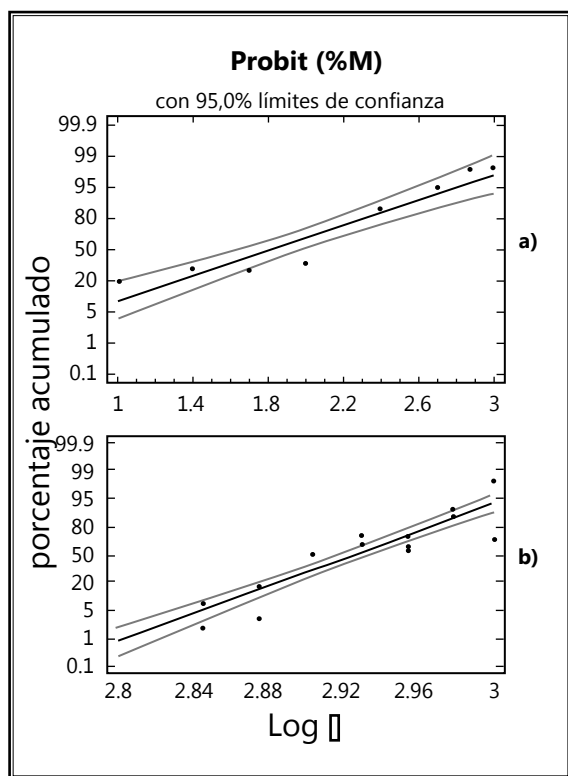 Probit (%M)
con 95,0% límites de confianza
porcentaje acumulado
99.9
99
95
80
50
20
5
1
0.1
1 1.4 1.8 2.2 2.6 3
a)
99.9
99
95
80
50
20
5
1
0.1
2.8 2.84 2.88 2.92 2.96 3
b)
Log []